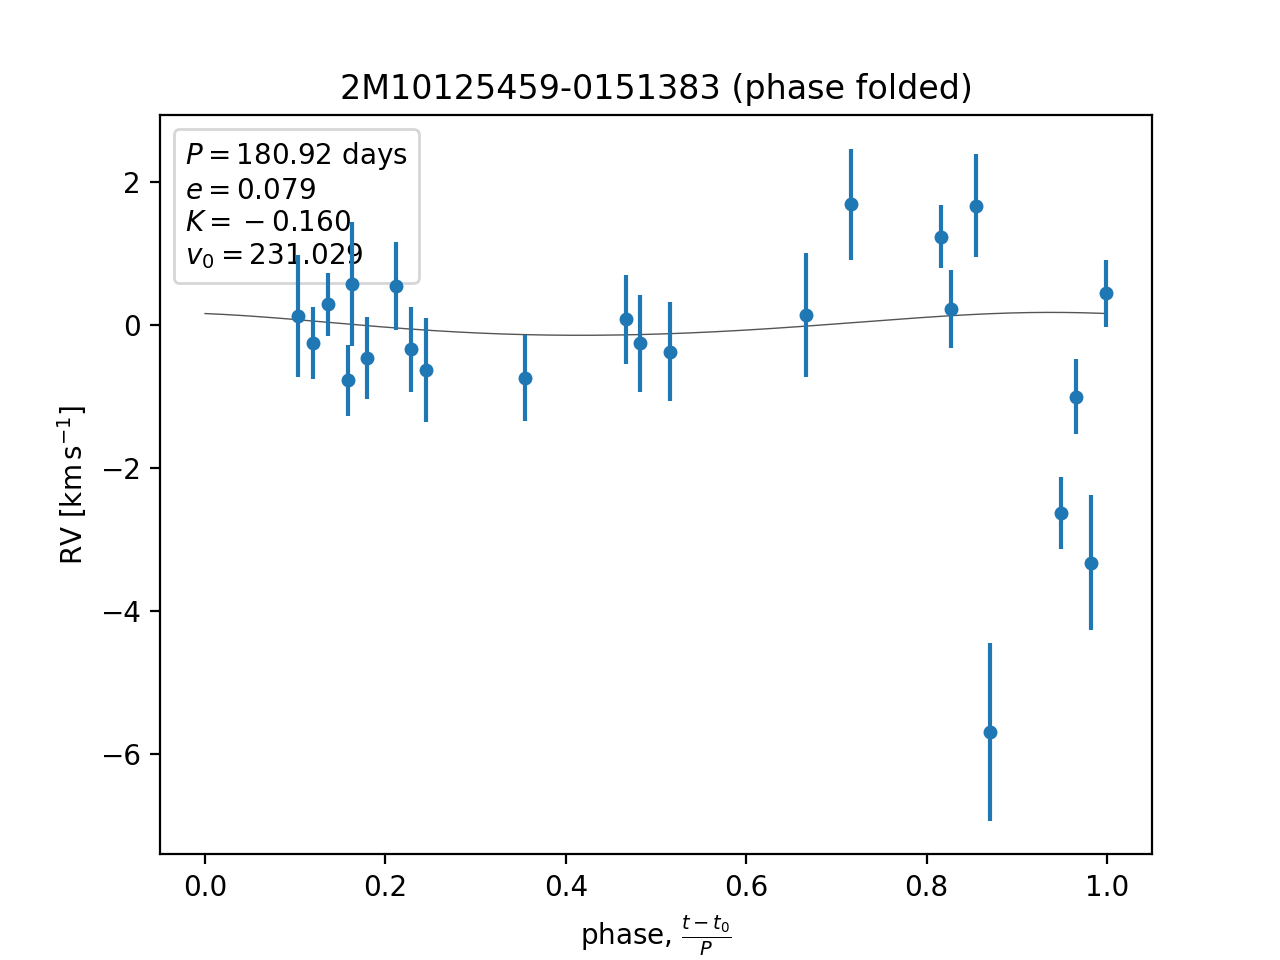 2M10125459-0151383 (phase folded)
P = 180.92 days
e = 0.079
K = −0.160
v₀ = 231.029
RV [km s⁻¹]
2
0
−2
−4
−6
0.0 0.2 0.4 0.6 0.8 1.0
phase, (t − t₀)/P